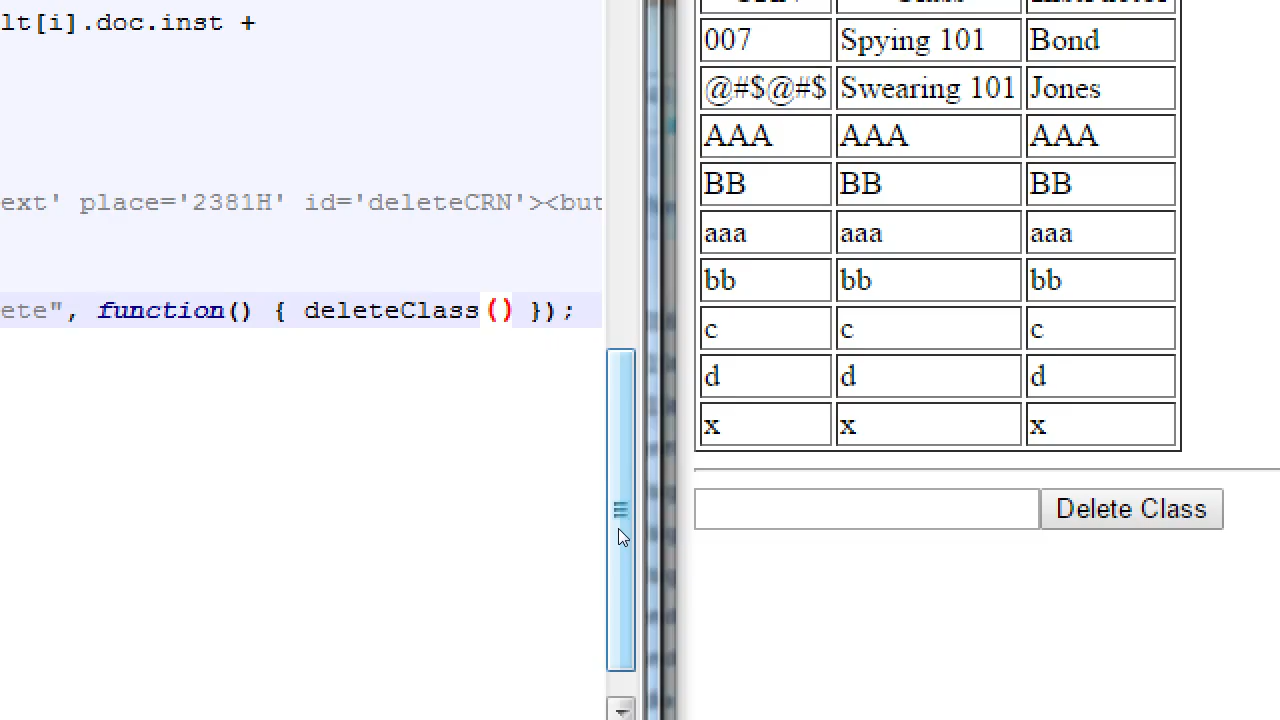 lt[i].doc.inst +
ext' place='2381H' id='deleteCRN'><but
ete", function() { deleteClass() });
007 Spying 101 Bond
@#$@#$ Swearing 101 Jones
AAA AAA AAA
BB BB BB
aaa aaa aaa
bb bb bb
c c c
d d d
x x x
Delete Class